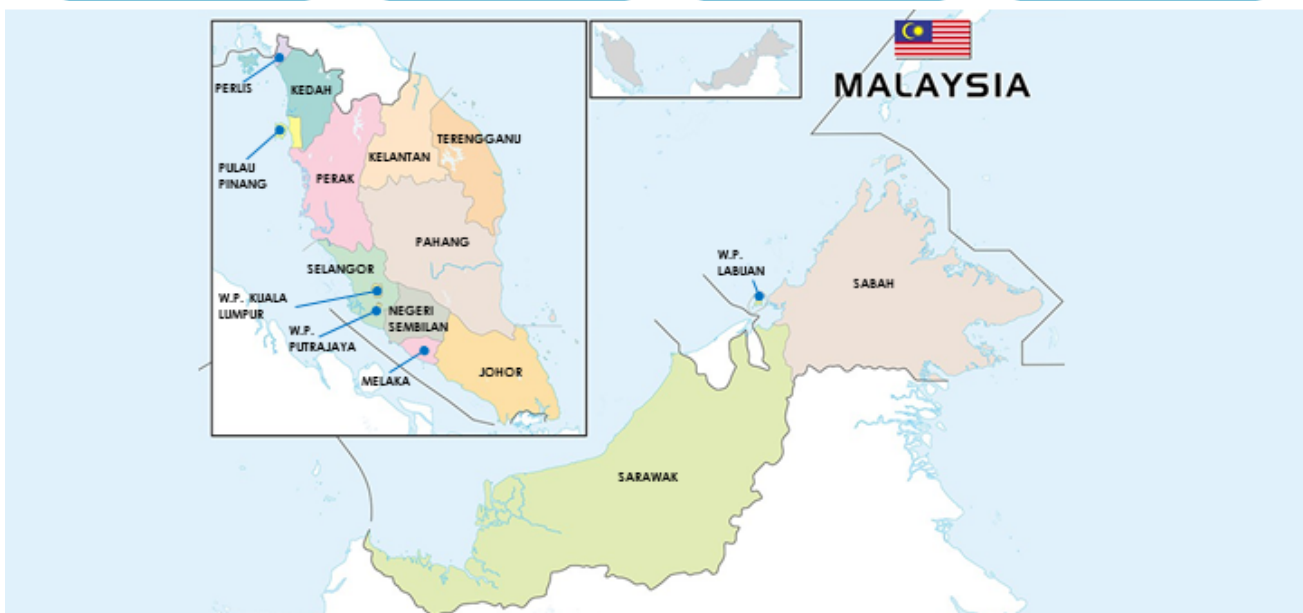 MALAYSIA
PERLIS
KEDAH
PULAU
PINANG
PERAK
KELANTAN
TERENGGANU
PAHANG
SELANGOR
W.P. KUALA
LUMPUR
W.P.
PUTRAJAYA
NEGERI
SEMBILAN
MELAKA
JOHOR
W.P.
LABUAN
SABAH
SARAWAK